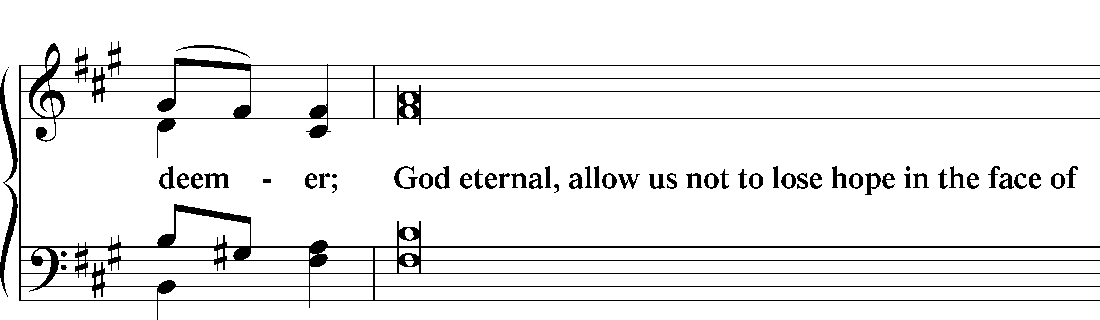 deem - er; God eternal, allow us not to lose hope in the face of